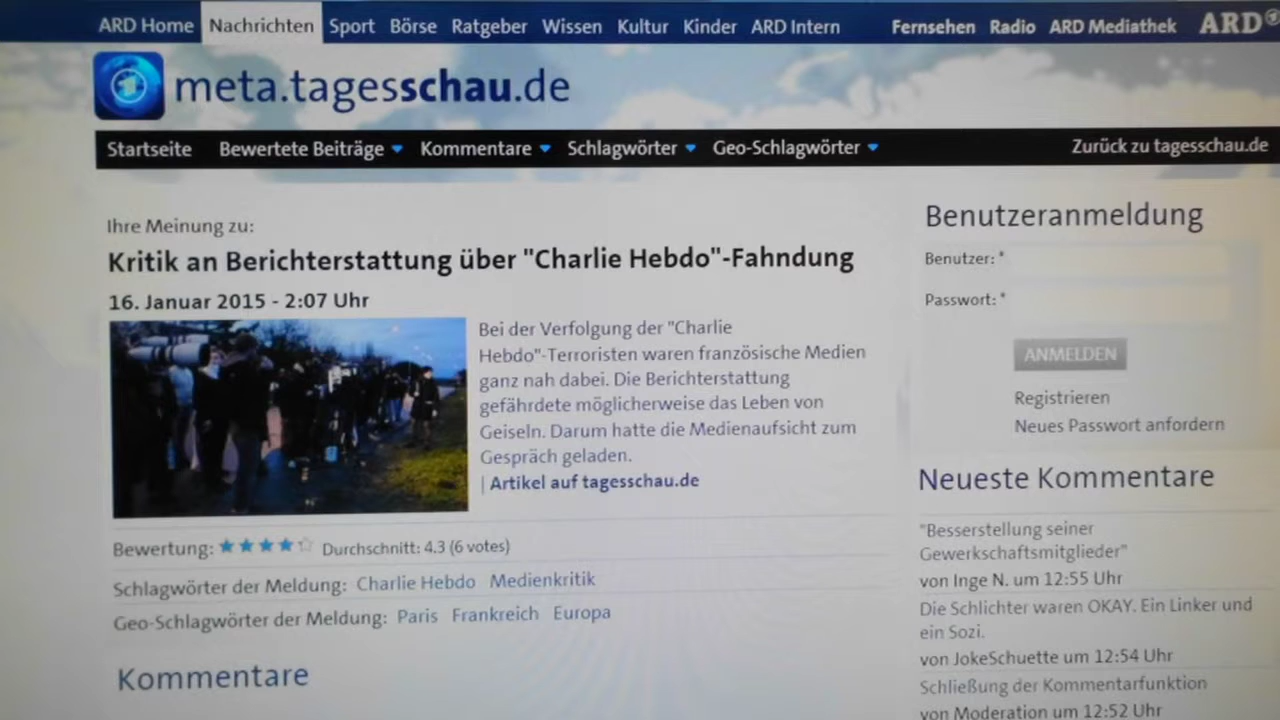 ARD Home Nachrichten Sport Börse Ratgeber Wissen Kultur Kinder ARD Intern Fernsehen Radio ARD Mediathek ARD
meta.tagesschau.de
Startseite Bewertete Beiträge Kommentare Schlagwörter Geo-Schlagwörter Zurück zu tagesschau.de
Ihre Meinung zu:
Kritik an Berichterstattung über "Charlie Hebdo"-Fahndung
16. Januar 2015 - 2:07 Uhr
Bei der Verfolgung der "Charlie
Hebdo"-Terroristen waren französische Medien
ganz nah dabei. Die Berichterstattung
gefährdete möglicherweise das Leben von
Geiseln. Darum hatte die Medienaufsicht zum
Gespräch geladen.
| Artikel auf tagesschau.de
Bewertung: Durchschnitt: 4.3 (6 votes)
Schlagwörter der Meldung: Charlie Hebdo Medienkritik
Geo-Schlagwörter der Meldung: Paris Frankreich Europa
Kommentare
Benutzeranmeldung
Benutzer: *
Passwort: *
ANMELDEN
Registrieren
Neues Passwort anfordern
Neueste Kommentare
"Besserstellung seiner
Gewerkschaftsmitglieder"
von Inge N. um 12:55 Uhr
Die Schlichter waren OKAY. Ein Linker und
ein Sozi.
von JokeSchuette um 12:54 Uhr
Schließung der Kommentarfunktion
von Moderation um 12:52 Uhr